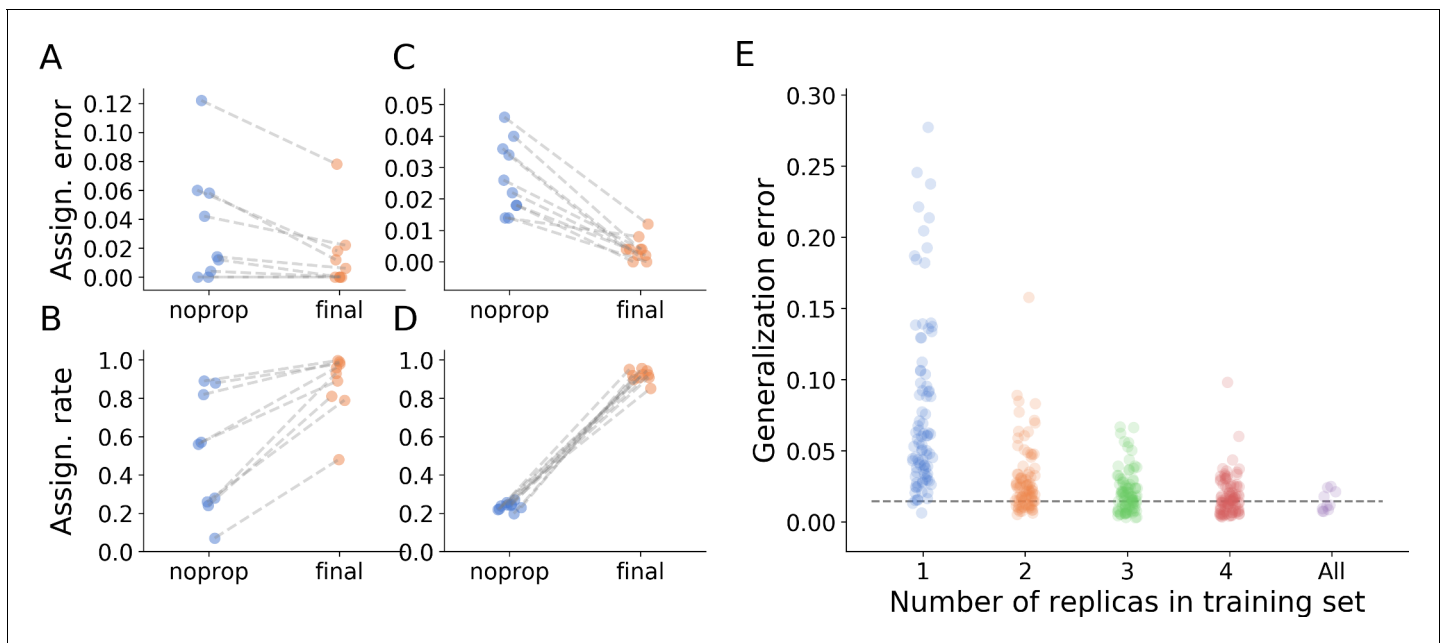 A
Assign. error
0.12
0.10
0.08
0.06
0.04
0.02
0.00
noprop final
B
Assign. rate
1.0
0.8
0.6
0.4
0.2
0.0
noprop final
C
0.05
0.04
0.03
0.02
0.01
0.00
noprop final
D
1.0
0.8
0.6
0.4
0.2
0.0
noprop final
E
Generalization error
0.30
0.25
0.20
0.15
0.10
0.05
0.00
1 2 3 4 All
Number of replicas in training set